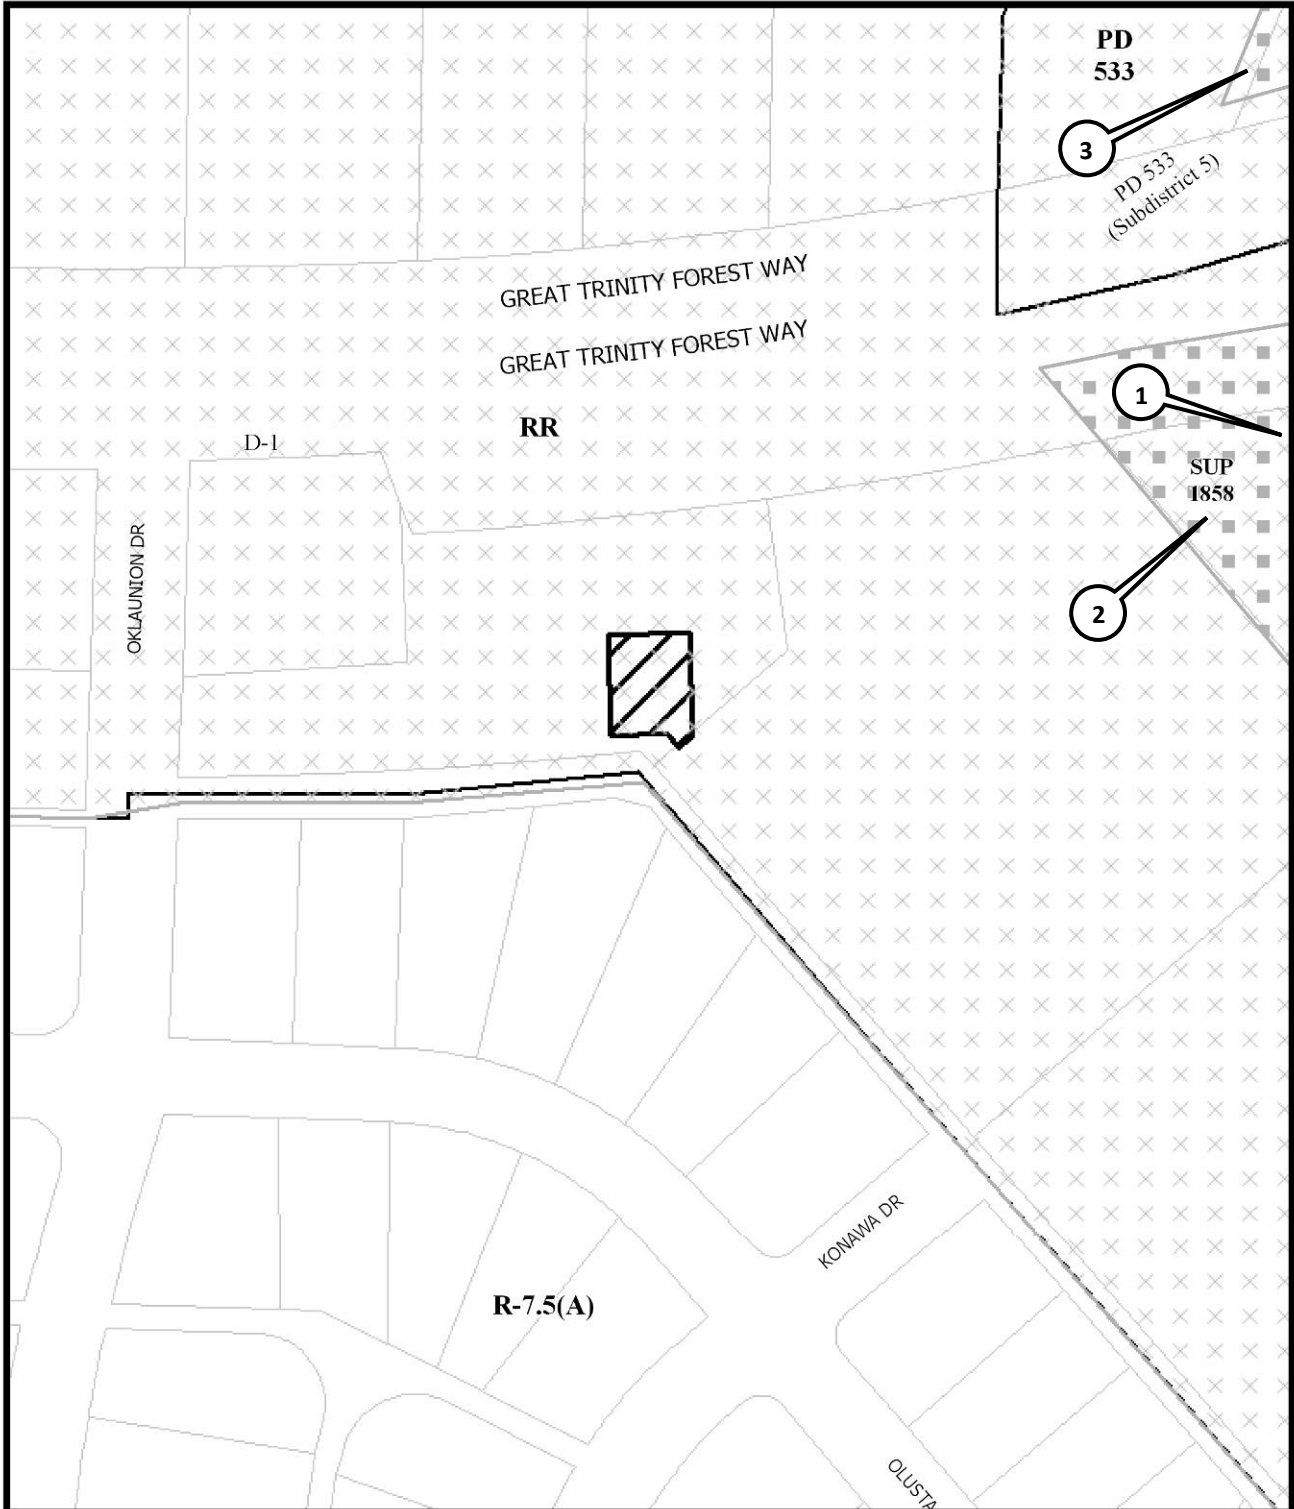 PD
533
3
PD 533
(Subdistrict 5)
GREAT TRINITY FOREST WAY
GREAT TRINITY FOREST WAY
1
RR
D-1
SUP
1858
OKLAUNION DR
2
KONAWA DR
R-7.5(A)
OLUSTA